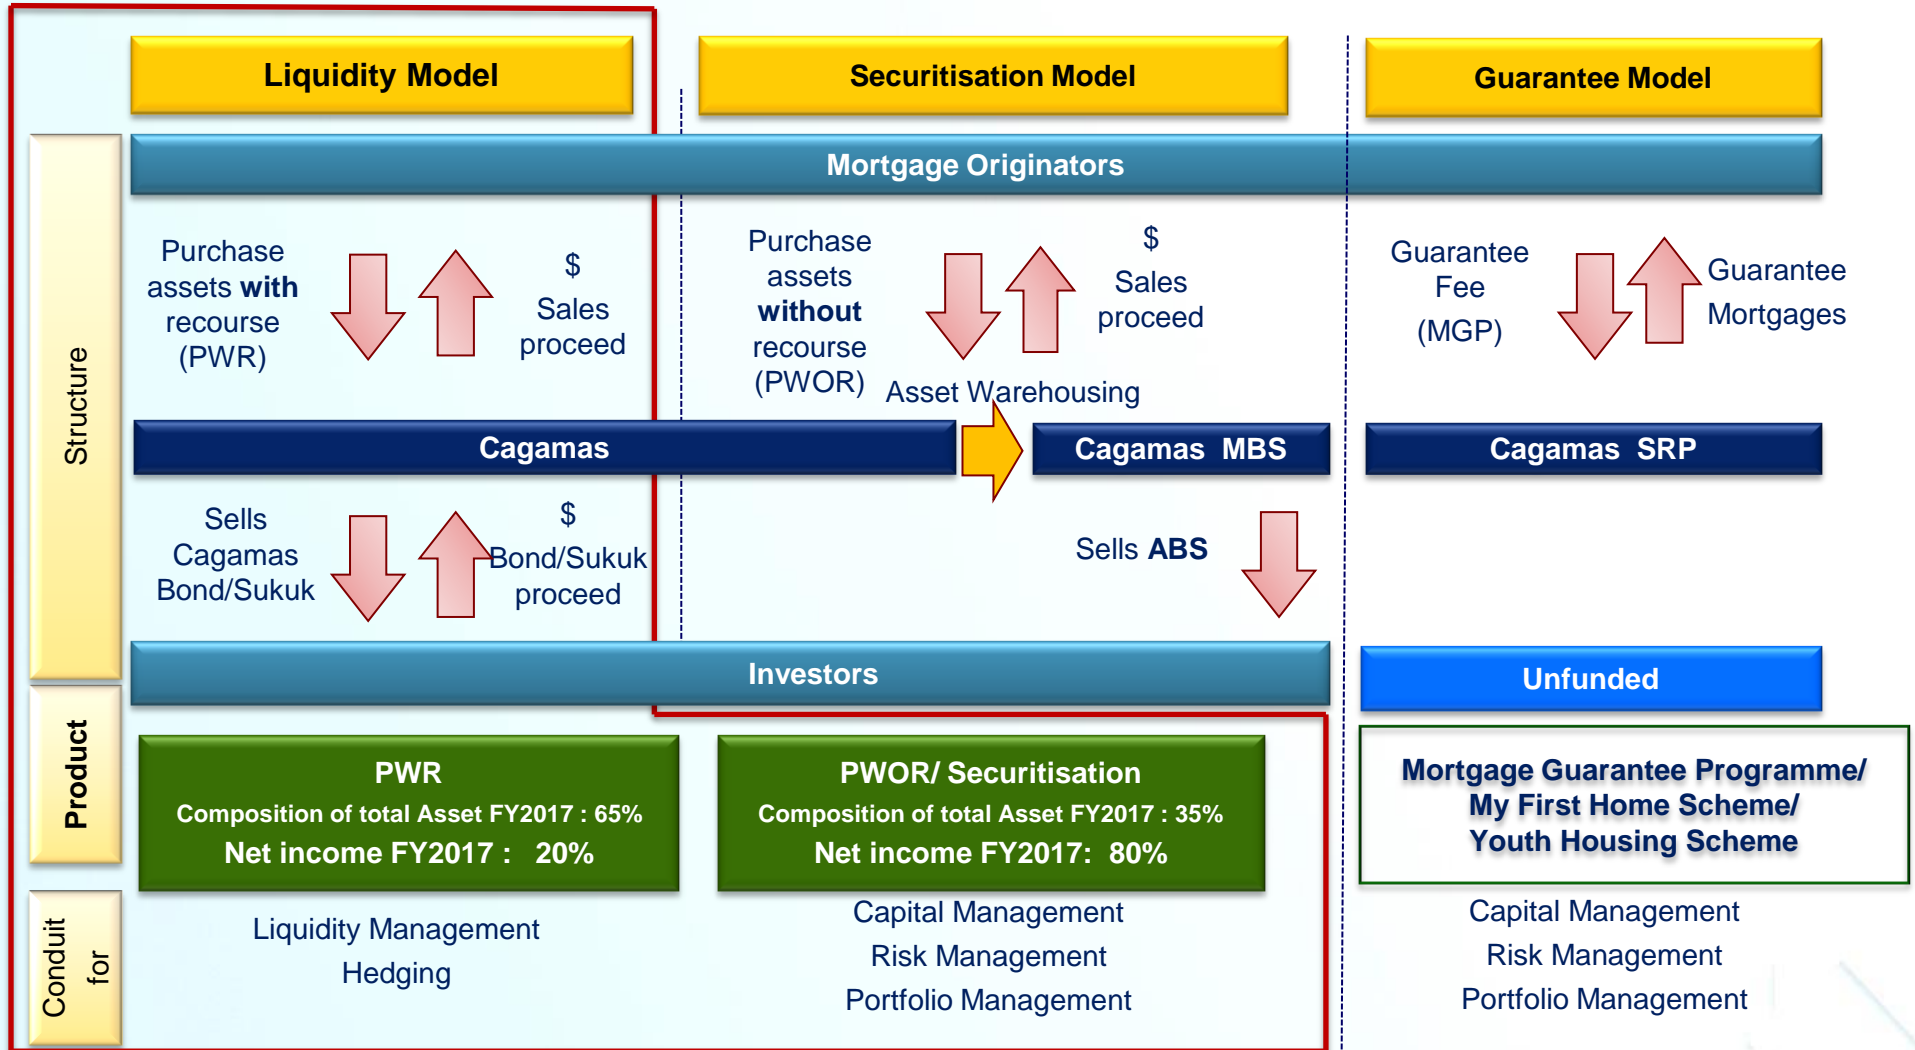 Liquidity Model
Securitisation Model
Guarantee Model
Structure
Mortgage Originators
Purchase
assets with
recourse
(PWR)
$
Sales
proceed
Purchase
assets
without
recourse
(PWOR)
$
Sales
proceed
Asset Warehousing
Guarantee
Fee
(MGP)
Guarantee
Mortgages
Cagamas
Cagamas MBS
Cagamas SRP
Sells
Cagamas
Bond/Sukuk
$
Bond/Sukuk
proceed
Sells ABS
Investors
Unfunded
Product
PWR
Composition of total Asset FY2017 : 65%
Net income FY2017 : 20%
PWOR/ Securitisation
Composition of total Asset FY2017 : 35%
Net income FY2017: 80%
Mortgage Guarantee Programme/
My First Home Scheme/
Youth Housing Scheme
Conduit
for
Liquidity Management
Hedging
Capital Management
Risk Management
Portfolio Management
Capital Management
Risk Management
Portfolio Management